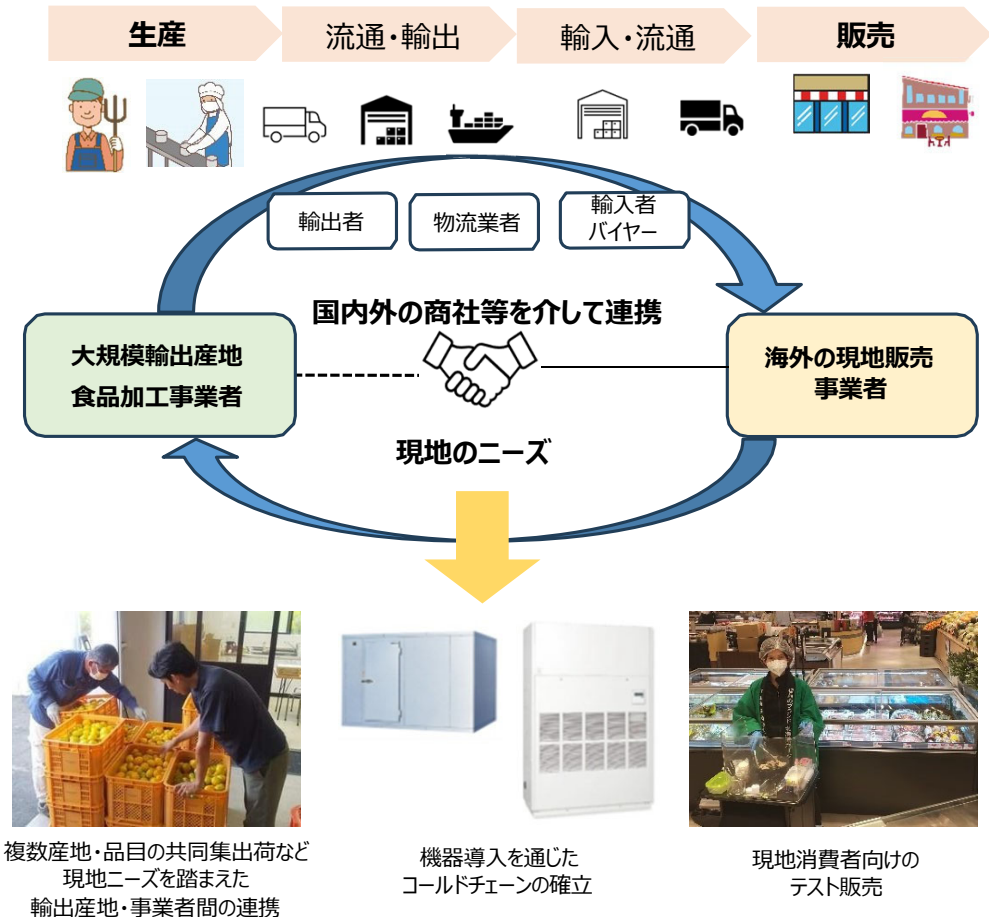 生産
流通・輸出
輸入・流通
販売
輸出者
物流業者
輸入者
バイヤー
国内外の商社等を介して連携
大規模輸出産地
食品加工事業者
海外の現地販売
事業者
現地のニーズ
複数産地・品目の共同集出荷など
現地ニーズを踏まえた
輸出産地・事業者間の連携
機器導入を通じた
コールドチェーンの確立
現地消費者向けの
テスト販売